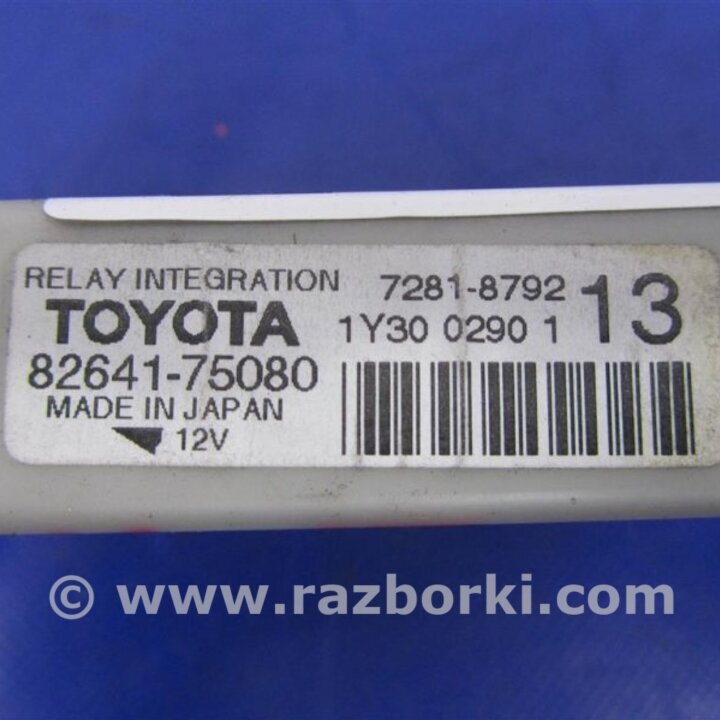 RELAY INTEGRATION 7281-8792 13
TOYOTA 1Y30 0290 1
82641-75080
MADE IN JAPAN
12V
© www.razborki.com